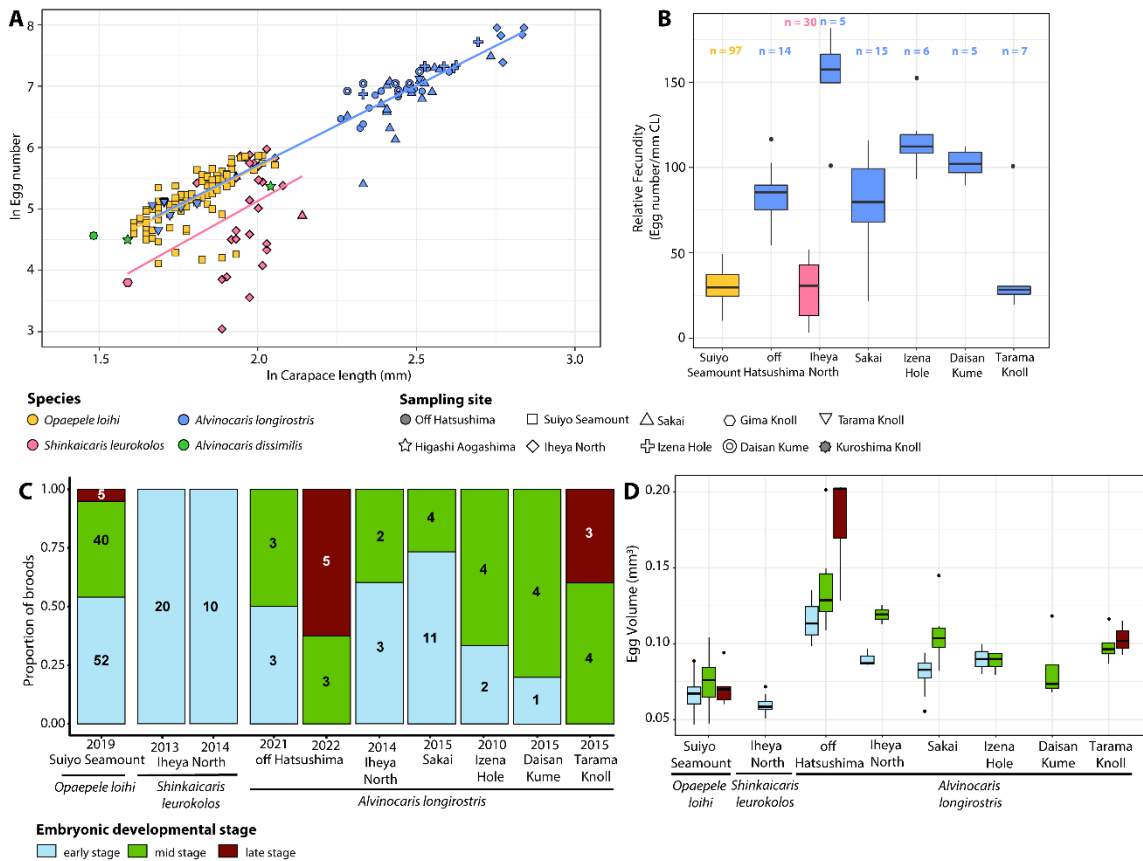 A
8
7
6
5
4
3
ln Egg number
1.5
2.0
2.5
3.0
ln Carapace length (mm)
B
n = 97
n = 14
n = 30
n = 5
n = 15
n = 6
n = 5
n = 7
150
100
50
0
Relative Fecundity
(Egg number/mm CL)
Suiyo
Seamount
off
Hatsushima
Iheya
North
Sakai
Izena
Hole
Daisan
Kume
Tarama
Knoll
Species
Opaepele loihi
Alvinocaris longirostris
Shinkaicaris leurokolos
Alvinocaris dissimilis
Sampling site
Off Hatsushima
Suiyo Seamount
Sakai
Gima Knoll
Tarama Knoll
Higashi Aogashima
Iheya North
Izena Hole
Daisan Kume
Kuroshima Knoll
C
1.00
0.75
0.50
0.25
0.00
Proportion of broods
5
40
52
20
10
3
3
5
3
2
3
4
11
4
2
4
1
3
4
2019
Suiyo Seamount
2013
2014
Iheya North
2021
2022
off Hatsushima
2014
Iheya
North
2015
Sakai
2010
Izena
Hole
2015
Daisan
Kume
2015
Tarama
Knoll
Opaepele loihi
Shinkaicaris
leurokolos
Alvinocaris longirostris
Embryonic developmental stage
early stage
mid stage
late stage
D
0.20
0.15
0.10
0.05
Egg Volume (mm³)
Suiyo
Seamount
Iheya
North
off
Hatsushima
Iheya
North
Sakai
Izena
Hole
Daisan
Kume
Tarama
Knoll
Opaepele
loihi
Shinkaicaris
leurokolos
Alvinocaris
longirostris